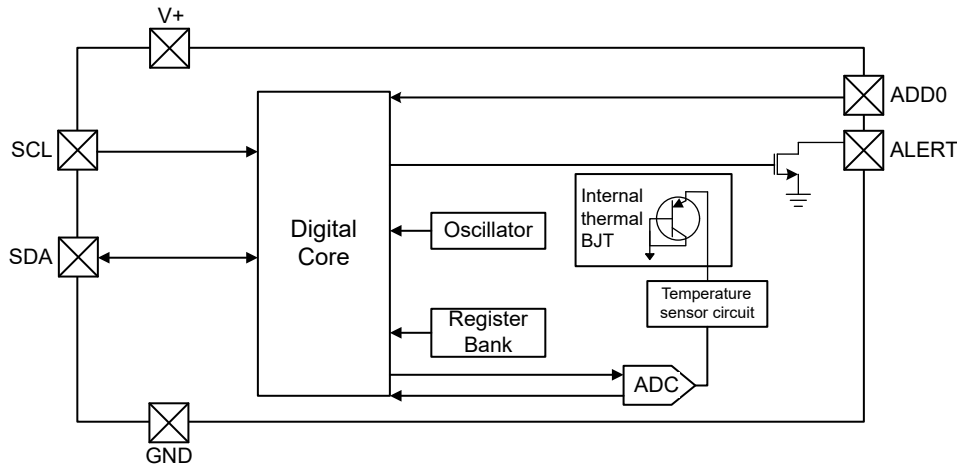 V+
ADD0
SCL
ALERT
Internal
thermal
BJT
Digital
Core
Oscillator
SDA
Temperature
sensor circuit
Register
Bank
ADC
GND